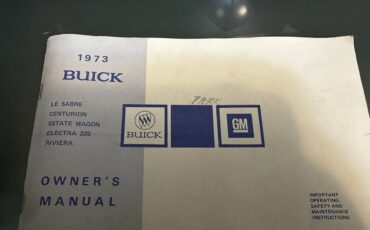 1973
BUICK
LE SABRE
CENTURION
ESTATE WAGON
ELECTRA 225
RIVIERA
PARK
BUICK
GM
OWNER'S
MANUAL
IMPORTANT
OPERATING,
SAFETY AND
MAINTENANCE
INSTRUCTIONS